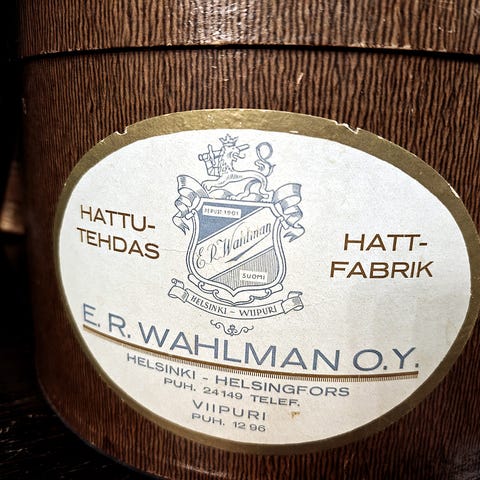 PERUST. 1901
E.R. Wahlman
SUOMI
HELSINKI - WIIPURI
HATTU-
TEHDAS
HATT-
FABRIK
E. R. WAHLMAN O.Y.
HELSINKI - HELSINGFORS
PUH. 24149 TELEF.
VIIPURI
PUH. 12 96